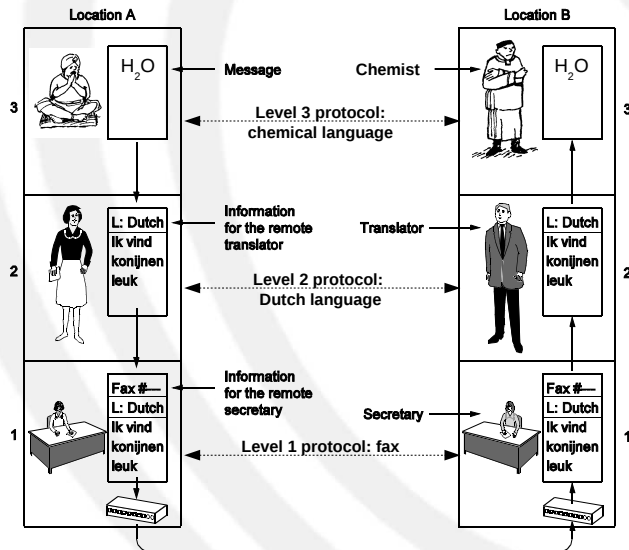 Location A
Location B
H2O
Message
Chemist
H2O
3
Level 3 protocol:
chemical language
3
L: Dutch
Ik vind
konijnen
leuk
Information
for the remote
translator
Translator
L: Dutch
Ik vind
konijnen
leuk
2
Level 2 protocol:
Dutch language
2
Fax #—
L: Dutch
Ik vind
konijnen
leuk
Information
for the remote
secretary
Secretary
Fax #—
L: Dutch
Ik vind
konijnen
leuk
1
Level 1 protocol: fax
1